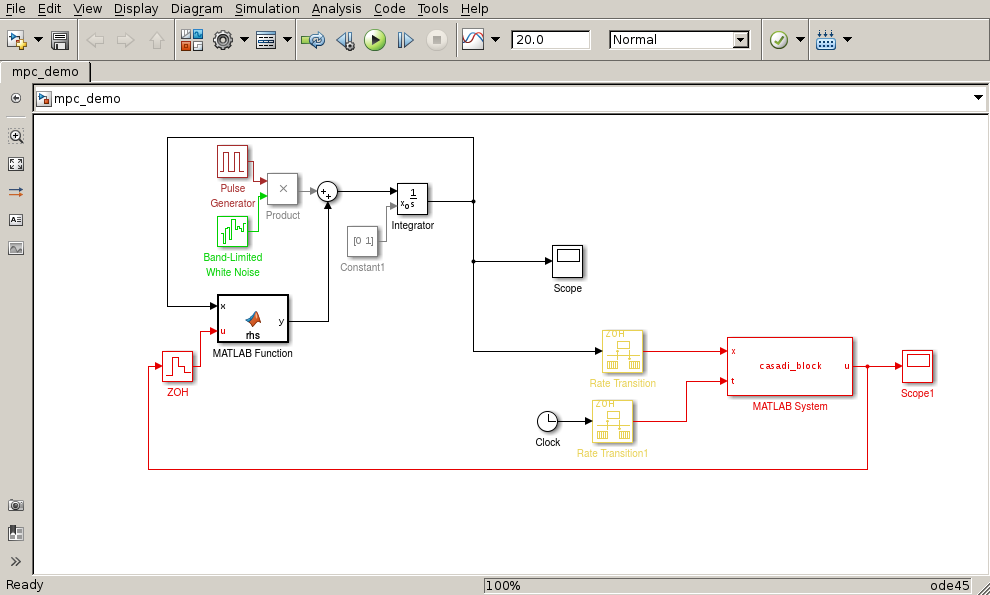 File Edit View Display Diagram Simulation Analysis Code Tools Help
20.0 Normal
mpc_demo
mpc_demo
Pulse
Generator
×
Product
+
+
1
s
x₀
Integrator
[0 1]
Constant1
Band-Limited
White Noise
Scope
x
u
y
rhs
MATLAB Function
ZOH
ZOH
Rate Transition
x
t
casadi_block
u
MATLAB System
Scope1
Clock
ZOH
Rate Transition1
Ready 100% ode45